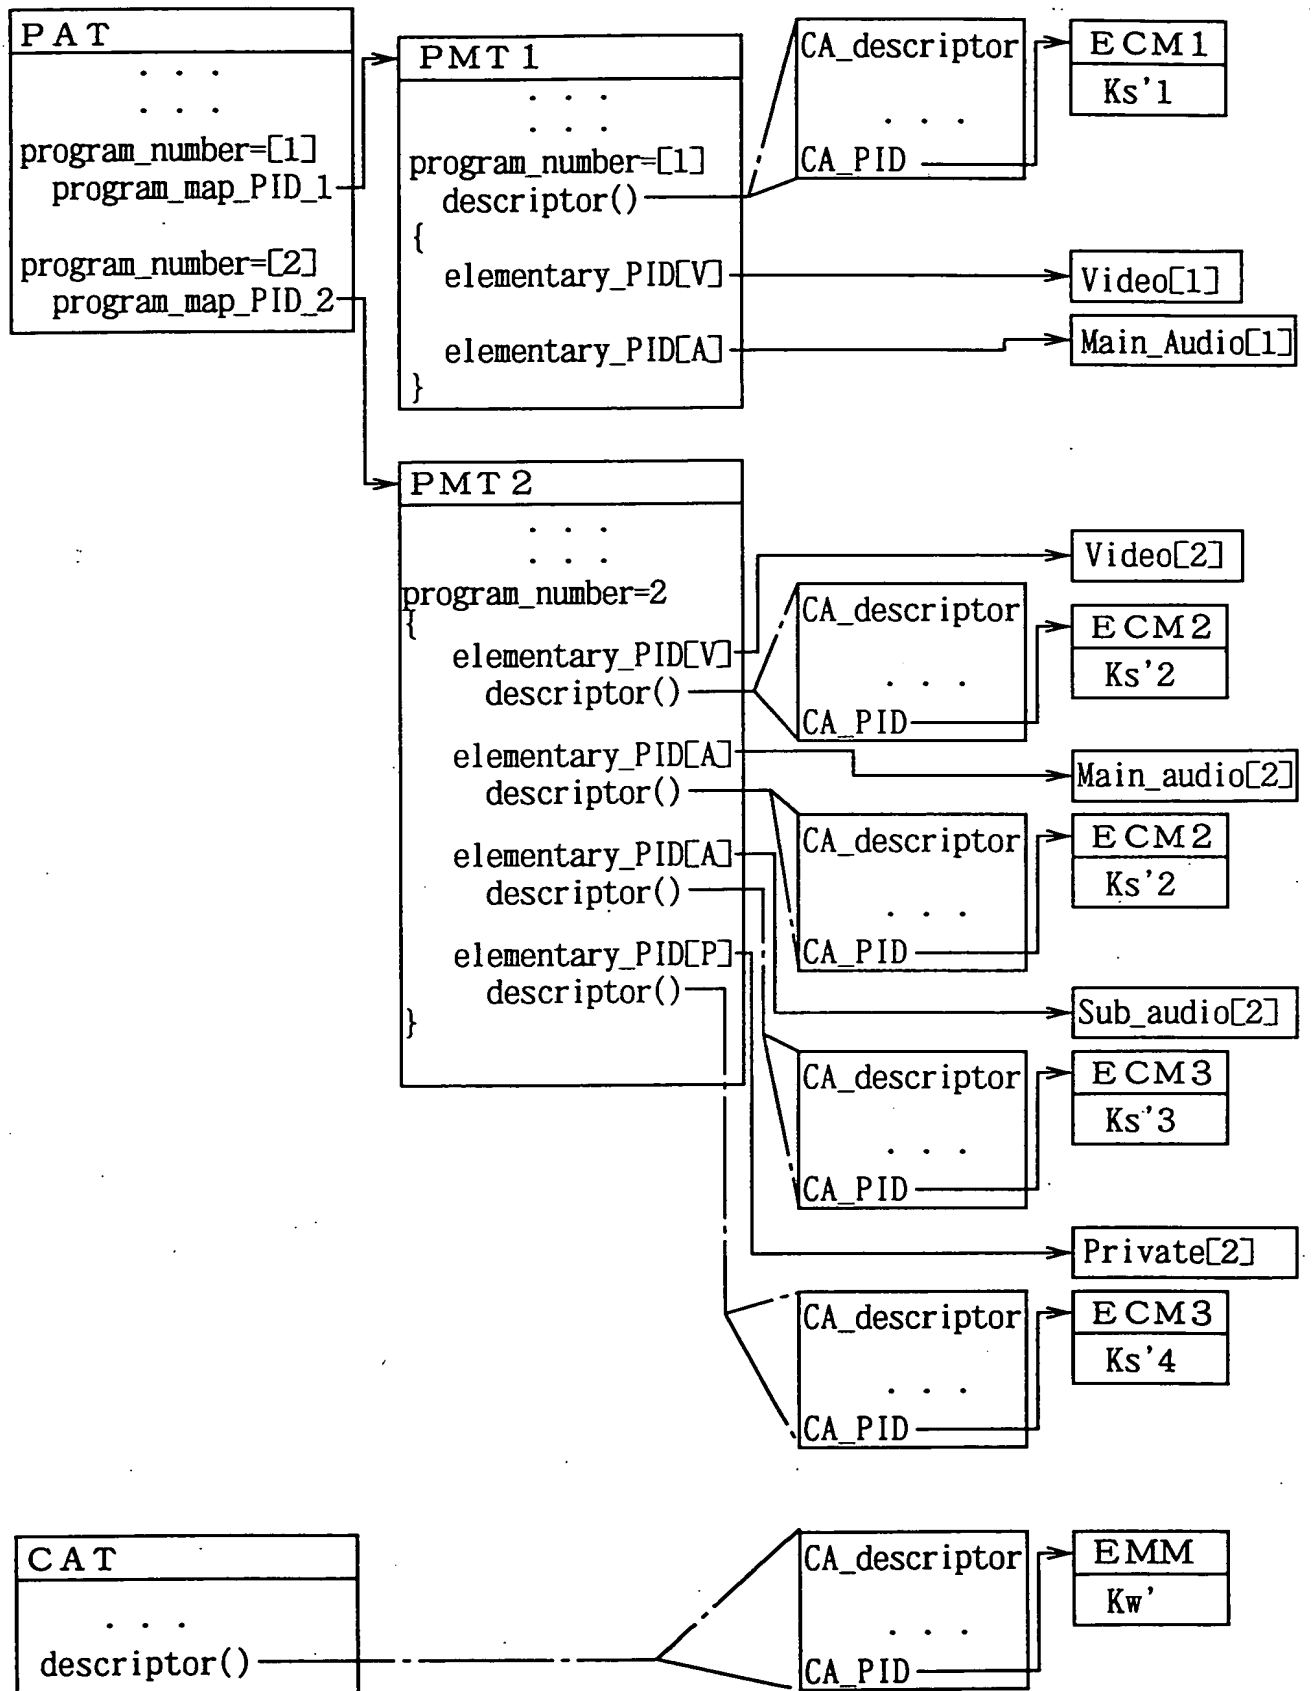 PAT
. . .
. . .
program_number=[1]
program_map_PID_1
program_number=[2]
program_map_PID_2
PMT1
. . .
. . .
program_number=[1]
descriptor()
{
elementary_PID[V]
elementary_PID[A]
}
CA_descriptor
. . .
CA_PID
ECM1
Ks'1
Video[1]
Main_Audio[1]
PMT2
. . .
. . .
program_number=2
{
elementary_PID[V]
descriptor()
elementary_PID[A]
descriptor()
elementary_PID[A]
descriptor()
elementary_PID[P]
descriptor()
}
Video[2]
CA_descriptor
. . .
CA_PID
ECM2
Ks'2
Main_audio[2]
CA_descriptor
. . .
CA_PID
ECM2
Ks'2
Sub_audio[2]
CA_descriptor
. . .
CA_PID
ECM3
Ks'3
Private[2]
CA_descriptor
. . .
CA_PID
ECM3
Ks'4
CAT
. . .
descriptor()
CA_descriptor
. . .
CA_PID
EMM
Kw'